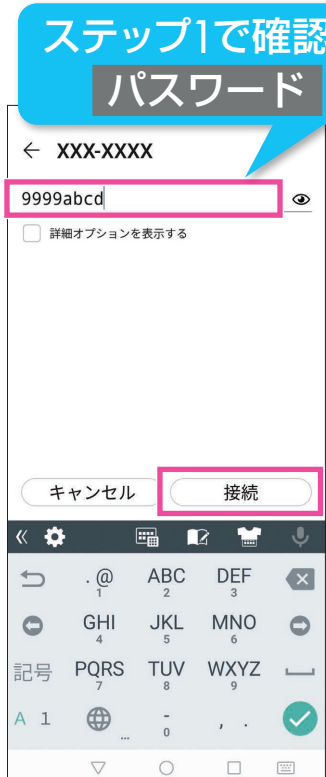 ステップ1で確認
パスワード
← XXX-XXXX
9999abcd
詳細オプションを表示する
キャンセル
接続
. @
1
ABC
2
DEF
3
GHI
4
JKL
5
MNO
6
記号
PQRS
7
TUV
8
WXYZ
9
A 1
...
-
0
, .